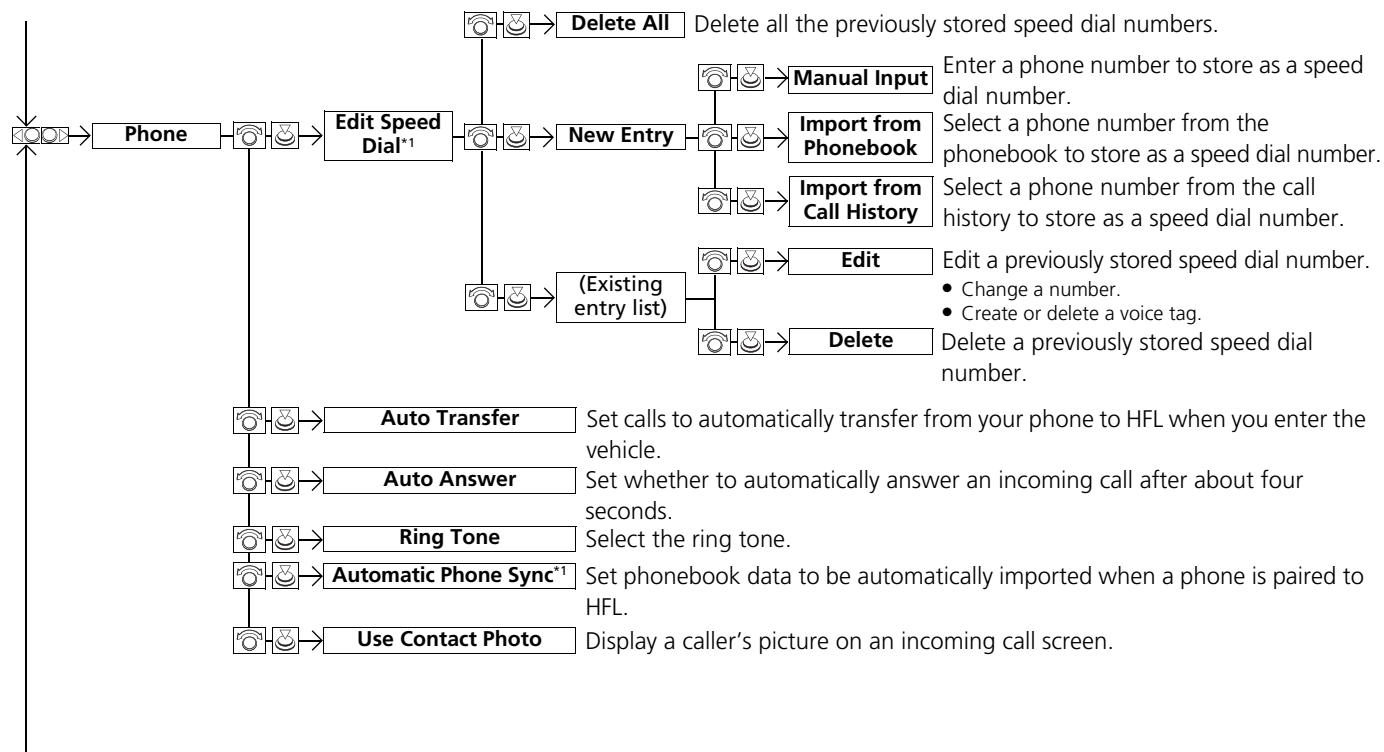 Delete All
Delete all the previously stored speed dial numbers.
Manual Input
Enter a phone number to store as a speed
dial number.
Phone
Edit Speed
Dial*1
New Entry
Import from
Phonebook
Select a phone number from the
phonebook to store as a speed dial number.
Import from
Call History
Select a phone number from the call
history to store as a speed dial number.
(Existing
entry list)
Edit
Edit a previously stored speed dial number.
● Change a number.
● Create or delete a voice tag.
Delete
Delete a previously stored speed dial
number.
Auto Transfer
Set calls to automatically transfer from your phone to HFL when you enter the
vehicle.
Auto Answer
Set whether to automatically answer an incoming call after about four
seconds.
Ring Tone
Select the ring tone.
Automatic Phone Sync*1
Set phonebook data to be automatically imported when a phone is paired to
HFL.
Use Contact Photo
Display a caller’s picture on an incoming call screen.